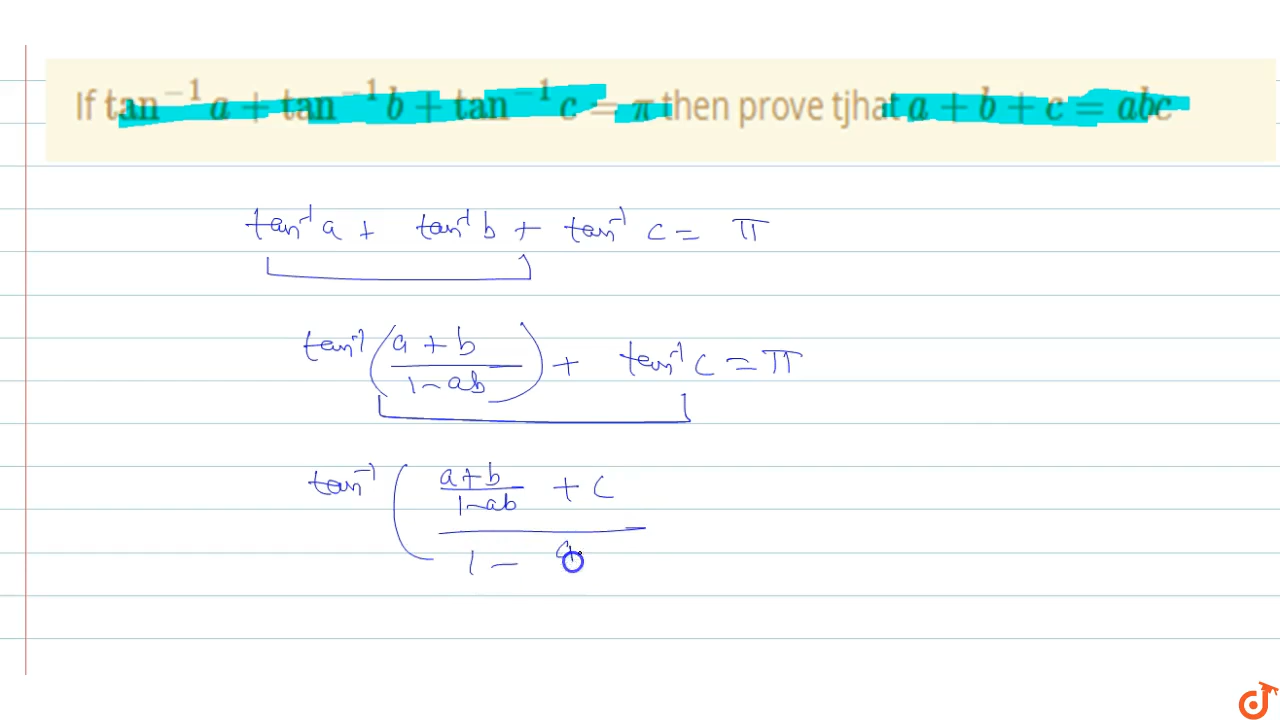 If tan⁻¹ a + tan⁻¹ b + tan⁻¹ c = π then prove tjhat a + b + c = abc
tan⁻¹ a + tan⁻¹ b + tan⁻¹ c = π
tan⁻¹ ( (a + b)/(1 - ab) ) + tan⁻¹ c = π
tan⁻¹ ( ( (a+b)/(1-ab) + c ) / ( 1 -